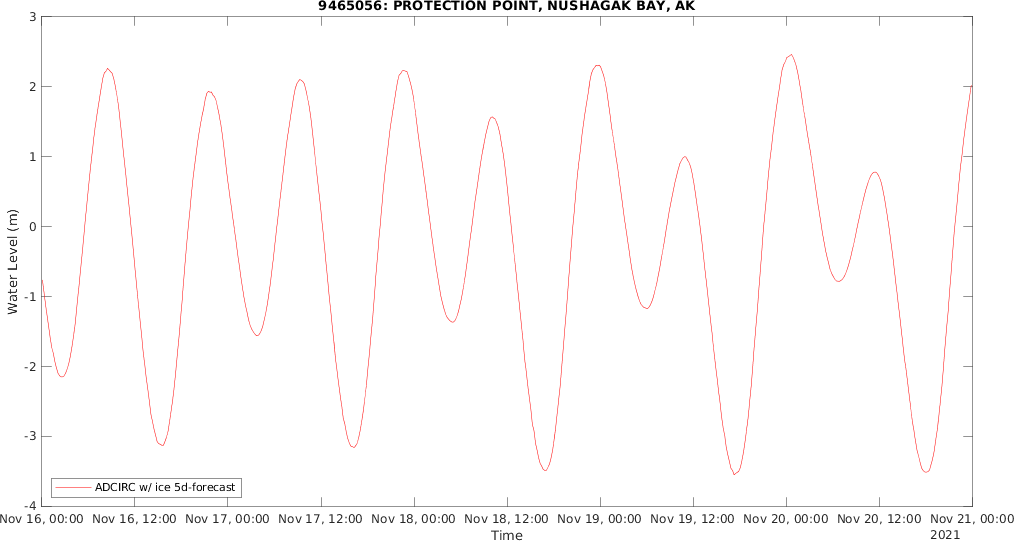 9465056: PROTECTION POINT, NUSHAGAK BAY, AK
3
2
1
0
-1
-2
-3
-4
Water Level (m)
ADCIRC w/ ice 5d-forecast
Nov 16, 00:00 Nov 16, 12:00 Nov 17, 00:00 Nov 17, 12:00 Nov 18, 00:00 Nov 18, 12:00 Nov 19, 00:00 Nov 19, 12:00 Nov 20, 00:00 Nov 20, 12:00 Nov 21, 00:00
Time
2021